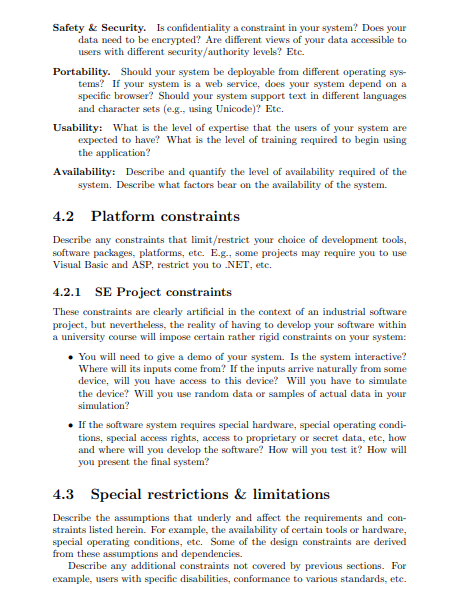 Safety & Security. Is confidentiality a constraint in your system? Does your
data need to be encrypted? Are different views of your data accessible to
users with different security/authority levels? Etc.
Portability. Should your system be deployable from different operating sys-
tems? If your system is a web service, does your system depend on a
specific browser? Should your system support text in different languages
and character sets (e.g., using Unicode)? Etc.
Usability: What is the level of expertise that the users of your system are
expected to have? What is the level of training required to begin using
the application?
Availability: Describe and quantify the level of availability required of the
system. Describe what factors bear on the availability of the system.
4.2 Platform constraints
Describe any constraints that limit/restrict your choice of development tools,
software packages, platforms, etc. E.g., some projects may require you to use
Visual Basic and ASP, restrict you to .NET, etc.
4.2.1 SE Project constraints
These constraints are clearly artificial in the context of an industrial software
project, but nevertheless, the reality of having to develop your software within
a university course will impose certain rather rigid constraints on your system:
• You will need to give a demo of your system. Is the system interactive?
Where will its inputs come from? If the inputs arrive naturally from some
device, will you have access to this device? Will you have to simulate
the device? Will you use random data or samples of actual data in your
simulation?
• If the software system requires special hardware, special operating condi-
tions, special access rights, access to proprietary or secret data, etc, how
and where will you develop the software? How will you test it? How will
you present the final system?
4.3 Special restrictions & limitations
Describe the assumptions that underly and affect the requirements and con-
straints listed herein. For example, the availability of certain tools or hardware,
special operating conditions, etc. Some of the design constraints are derived
from these assumptions and dependencies.
Describe any additional constraints not covered by previous sections. For
example, users with specific disabilities, conformance to various standards, etc.